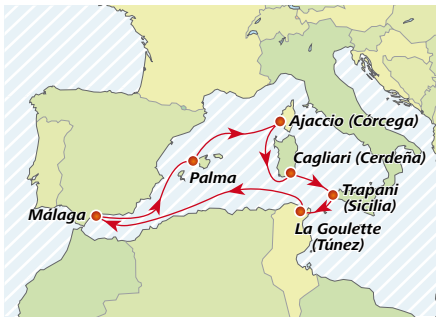 Ajaccio (Córcega)
Cagliari (Cerdeña)
Palma
Trapani
(Sicilia)
Málaga
La Goulette
(Túnez)